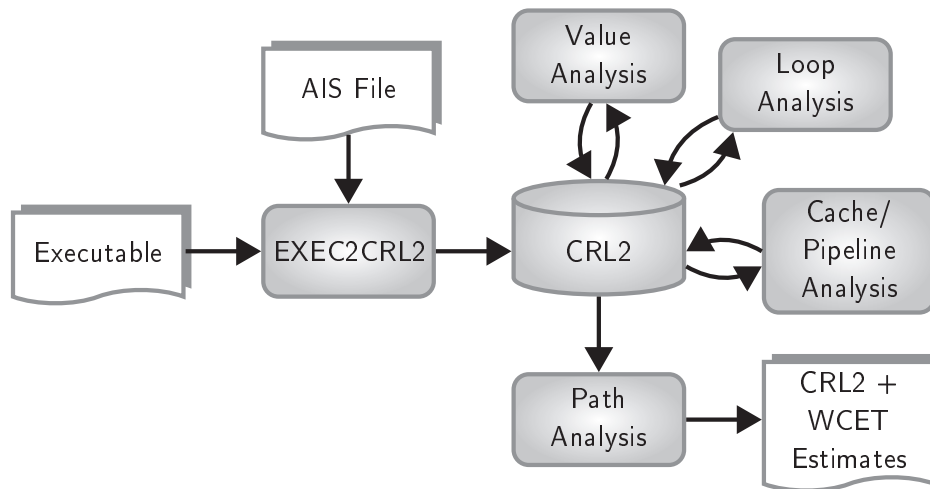 Value
Analysis
Loop
Analysis
AIS File
Cache/
Pipeline
Analysis
Executable
EXEC2CRL2
CRL2
Path
Analysis
CRL2 +
WCET
Estimates